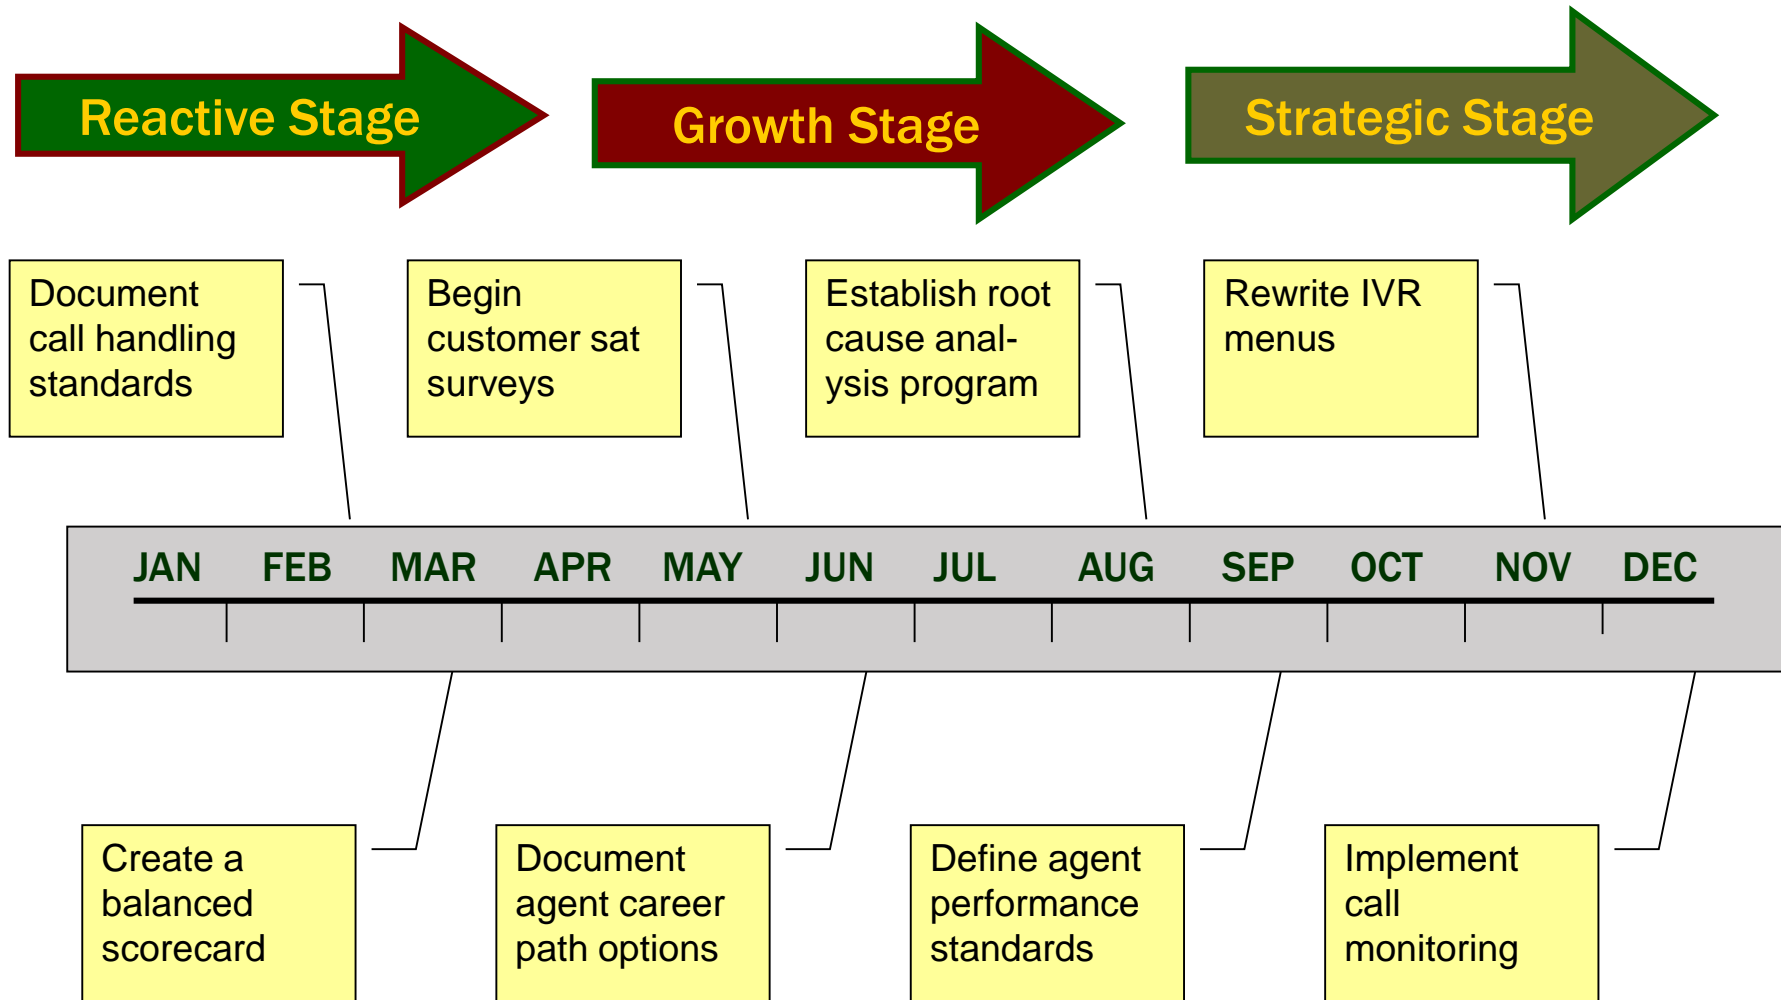 Reactive Stage
Growth Stage
Strategic Stage
Document
call handling
standards
Begin
customer sat
surveys
Establish root
cause anal-
ysis program
Rewrite IVR
menus
JAN FEB MAR APR MAY JUN JUL AUG SEP OCT NOV DEC
Create a
balanced
scorecard
Document
agent career
path options
Define agent
performance
standards
Implement
call
monitoring